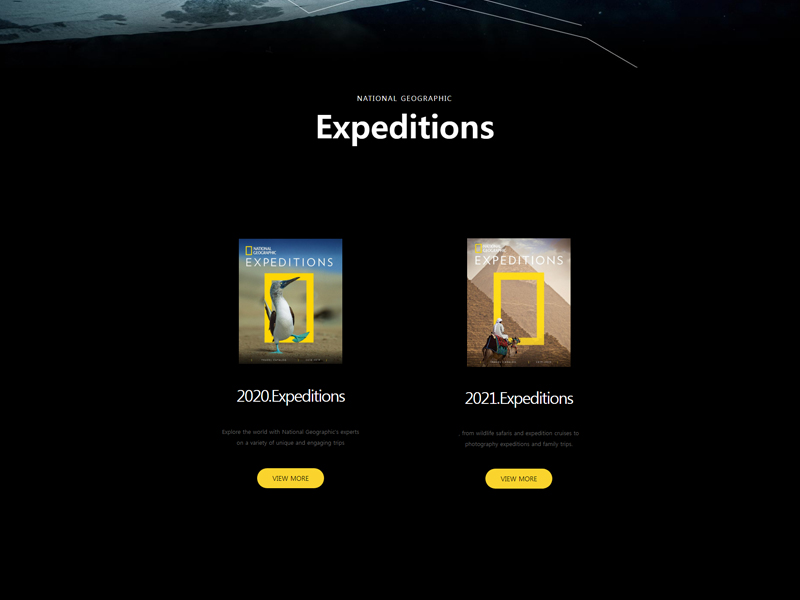 NATIONAL GEOGRAPHIC
Expeditions
NATIONAL
GEOGRAPHIC
EXPEDITIONS
2020.Expeditions
Explore the world with National Geographic's experts
on a variety of unique and engaging trips
VIEW MORE
NATIONAL
GEOGRAPHIC
EXPEDITIONS
2021.Expeditions
, from wildlife safaris and expedition cruises to
photography expeditions and family trips.
VIEW MORE